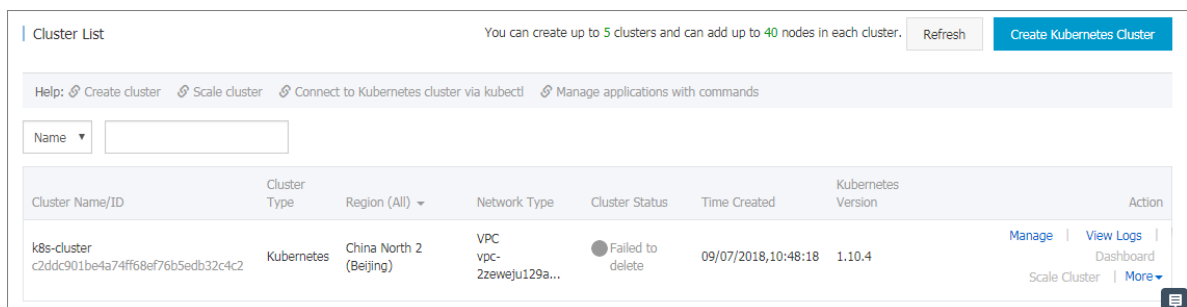 Cluster List
You can create up to 5 clusters and can add up to 40 nodes in each cluster.
Refresh
Create Kubernetes Cluster
Help: Create cluster Scale cluster Connect to Kubernetes cluster via kubectl Manage applications with commands
Name
Cluster Name/ID
Cluster
Type
Region (All)
Network Type
Cluster Status
Time Created
Kubernetes
Version
Action
k8s-cluster
c2ddc901be4a74ff68ef76b5edb32c4c2
Kubernetes
China North 2
(Beijing)
VPC
vpc-
2zeweju129a...
Failed to
delete
09/07/2018,10:48:18
1.10.4
Manage | View Logs |
Dashboard
Scale Cluster | More